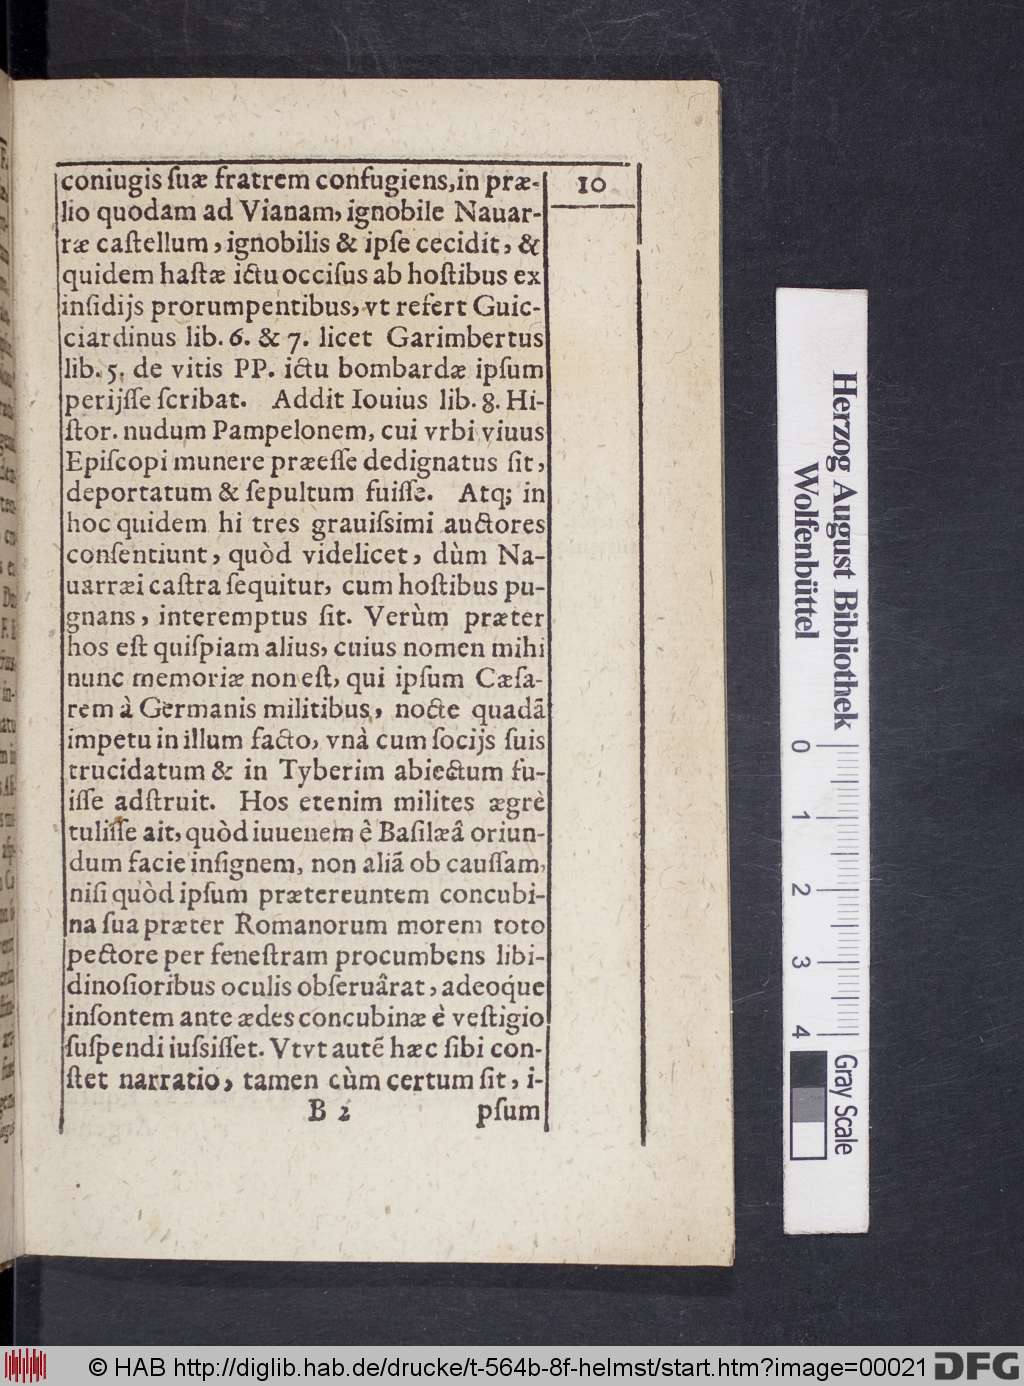 10
coniugis ſuæ fratrem confugiens, in præ-
lio quodam ad Vianam, ignobile Nauar-
ræ caſtellum, ignobilis & ipſe cecidit, &
quidem haſtæ ictu occiſus ab hoſtibus ex
inſidijs prorumpentibus, vt refert Guic-
ciardinus lib. 6. & 7. licet Garimbertus
lib. 5. de vitis PP. ictu bombardæ ipſum
perijſſe ſcribat. Addit Iouius lib. 8. Hi-
ſtor. nudum Pampelonem, cui vrbi viuus
Epiſcopi munere præeſſe dedignatus ſit,
deportatum & ſepultum fuiſſe. Atq; in
hoc quidem hi tres grauiſsimi auctores
conſentiunt, quòd videlicet, dùm Na-
uarræi caſtra ſequitur, cum hoſtibus pu-
gnans, interemptus ſit. Verùm præter
hos eſt quiſpiam alius, cuius nomen mihi
nunc memoriæ non eſt, qui ipſum Cæſa-
rem à Germanis militibus, nocte quadã
impetu in illum facto, vnà cum ſocijs ſuis
trucidatum & in Tyberim abiectum fu-
iſſe adſtruit. Hos etenim milites ægrè
tuliſſe ait, quòd iuuenem è Baſilæâ oriun-
dum facie inſignem, non aliã ob cauſſam,
niſi quòd ipſum prætereuntem concubi-
na ſua præter Romanorum morem toto
pectore per feneſtram procumbens libi-
dinoſioribus oculis obſeruârat, adeoq́ue
inſontem ante ædes concubinæ è veſtigio
ſuſpendi iuſsiſſet. Vtvt autẽ hæc ſibi con-
ſtet narratio, tamen cùm certum ſit, i-
B 2 pſum
Herzog August Bibliothek
Wolfenbüttel
0 1 2 3 4
Gray Scale
© HAB http://diglib.hab.de/drucke/t-564b-8f-helmst/start.htm?image=00021
DFG